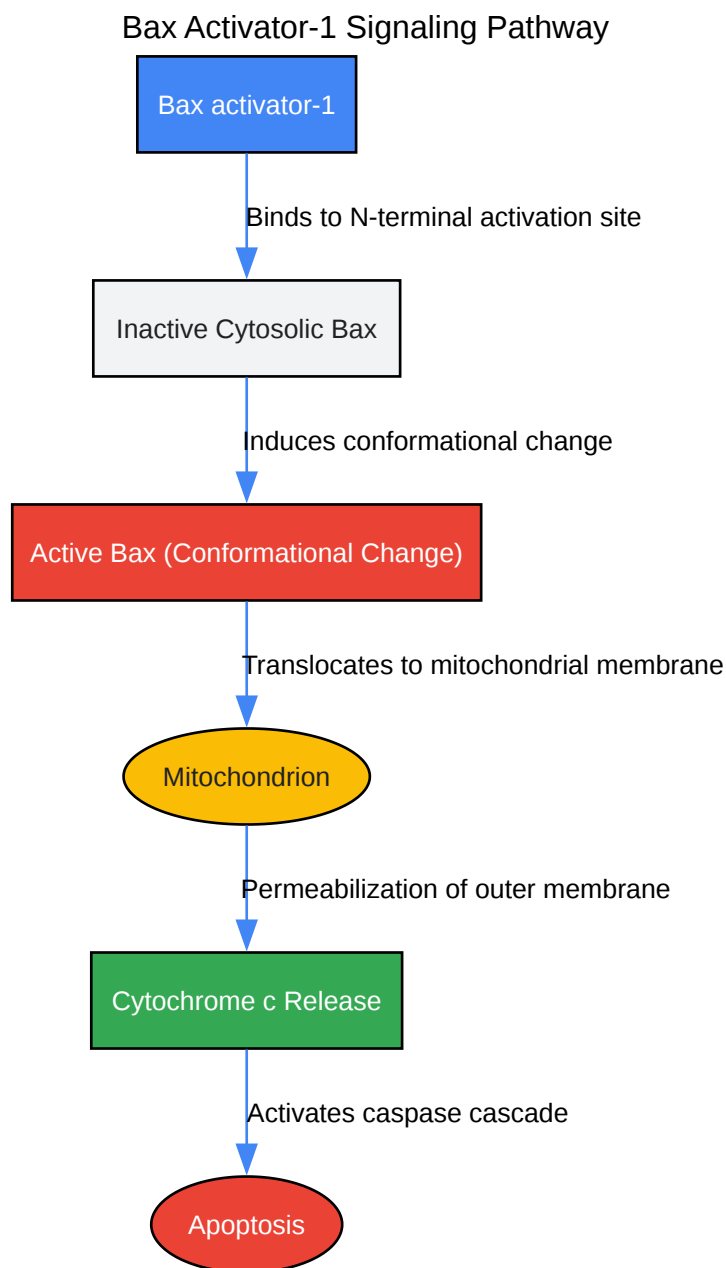 Bax Activator-1 Signaling Pathway
Bax activator-1
Binds to N-terminal activation site
Inactive Cytosolic Bax
Induces conformational change
Active Bax (Conformational Change)
Translocates to mitochondrial membrane
Mitochondrion
Permeabilization of outer membrane
Cytochrome c Release
Activates caspase cascade
Apoptosis